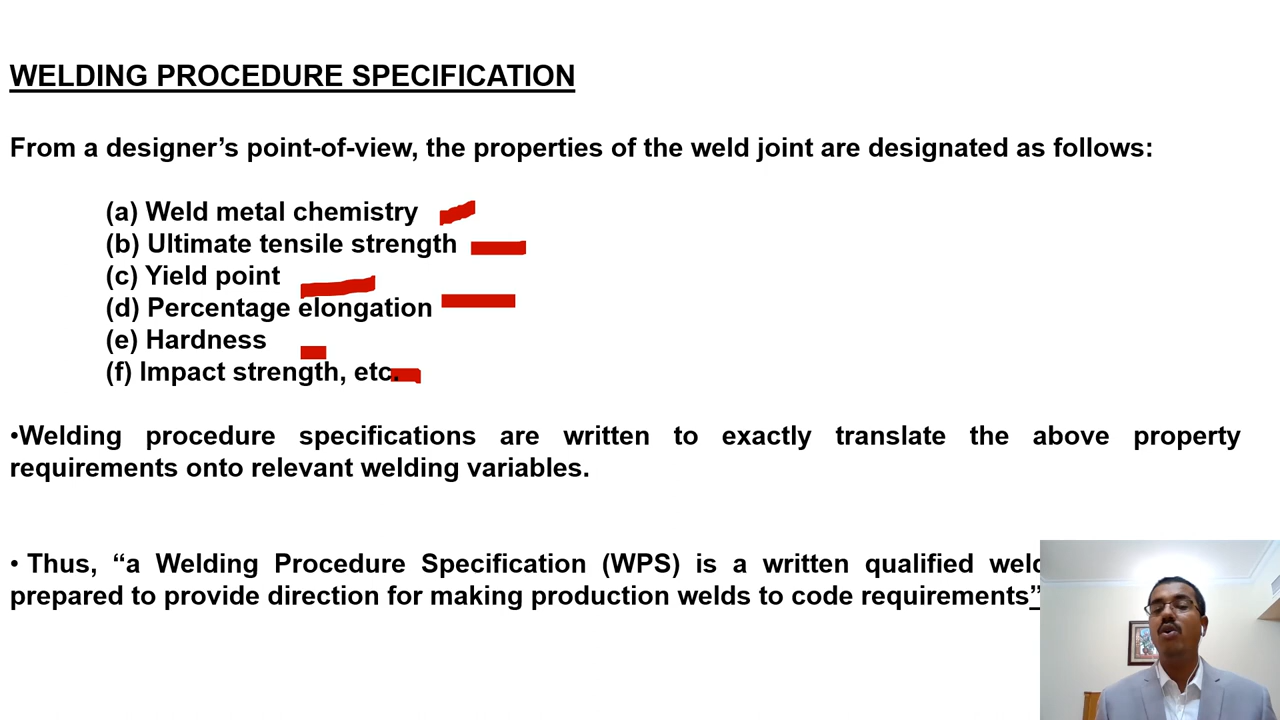 WELDING PROCEDURE SPECIFICATION
From a designer’s point-of-view, the properties of the weld joint are designated as follows:
(a) Weld metal chemistry
(b) Ultimate tensile strength
(c) Yield point
(d) Percentage elongation
(e) Hardness
(f) Impact strength, etc.
•Welding procedure specifications are written to exactly translate the above property
requirements onto relevant welding variables.
• Thus, “a Welding Procedure Specification (WPS) is a written qualified
prepared to provide direction for making production welds to code requirements”